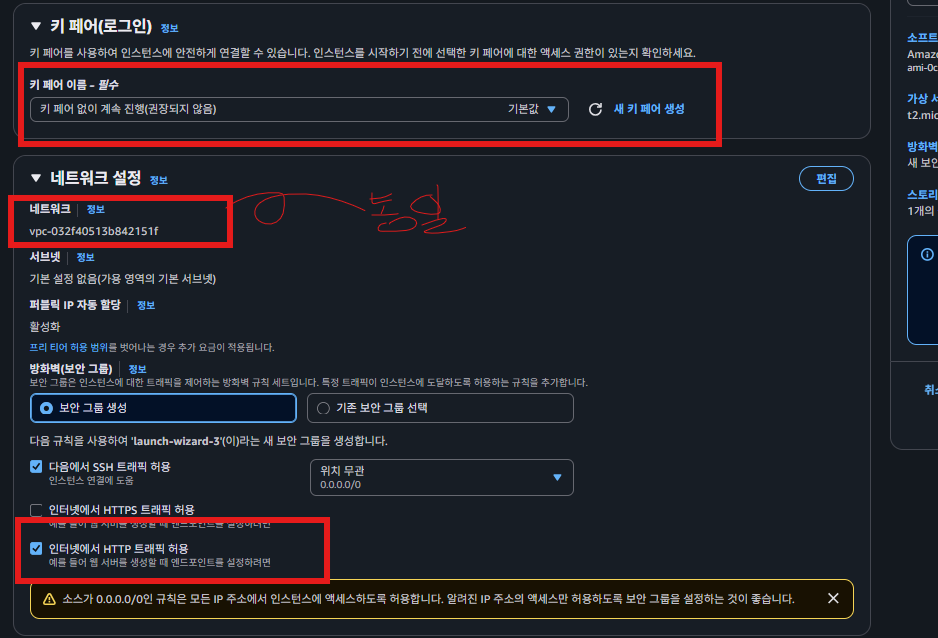 ▼ 키 페어(로그인) 정보
키 페어를 사용하여 인스턴스에 안전하게 연결할 수 있습니다. 인스턴스를 시작하기 전에 선택한 키 페어에 대한 액세스 권한이 있는지 확인하세요.
키 페어 이름 - 필수
키 페어 없이 계속 진행(권장되지 않음) 기본값 ▼ 새 키 페어 생성
▼ 네트워크 설정 정보 편집
네트워크 | 정보
vpc-032f40513b842151f
동일
서브넷 | 정보
기본 설정 없음(가용 영역의 기본 서브넷)
퍼블릭 IP 자동 할당 | 정보
활성화
프리 티어 허용 범위를 벗어나는 경우 추가 요금이 적용됩니다.
방화벽(보안 그룹) | 정보
보안 그룹은 인스턴스에 대한 트래픽을 제어하는 방화벽 규칙 세트입니다. 특정 트래픽이 인스턴스에 도달하도록 허용하는 규칙을 추가합니다.
보안 그룹 생성 기존 보안 그룹 선택
다음 규칙을 사용하여 'launch-wizard-3'(이)라는 새 보안 그룹을 생성합니다.
다음에서 SSH 트래픽 허용
인스턴스 연결에 도움
위치 무관
0.0.0.0/0
인터넷에서 HTTPS 트래픽 허용
예를 들어 웹 서버를 생성할 때 엔드포인트를 설정하려면
인터넷에서 HTTP 트래픽 허용
예를 들어 웹 서버를 생성할 때 엔드포인트를 설정하려면
소스가 0.0.0.0/0인 규칙은 모든 IP 주소에서 인스턴스에 액세스하도록 허용합니다. 알려진 IP 주소의 액세스만 허용하도록 보안 그룹을 설정하는 것이 좋습니다.
소프트
Amaz
ami-0c
가상 서
t2.mic
방화벽
새 보안
스토리
1개의
취소